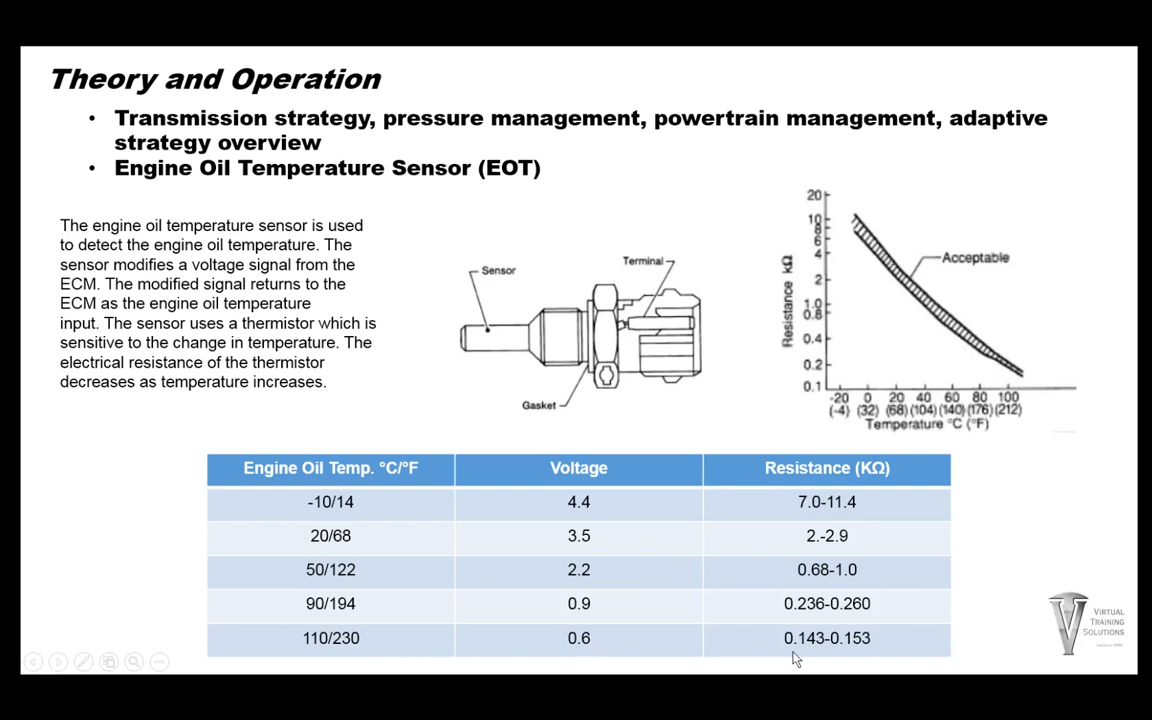 Theory and Operation
• Transmission strategy, pressure management, powertrain management, adaptive
strategy overview
• Engine Oil Temperature Sensor (EOT)
The engine oil temperature sensor is used
to detect the engine oil temperature. The
sensor modifies a voltage signal from the
ECM. The modified signal returns to the
ECM as the engine oil temperature
input. The sensor uses a thermistor which is
sensitive to the change in temperature. The
electrical resistance of the thermistor
decreases as temperature increases.
Sensor
Terminal
Gasket
Resistance kΩ
20
10
8
6
4
2
1.0
0.8
0.4
0.2
0.1
Acceptable
-20 0 20 40 60 80 100
(-4) (32) (68) (104) (140) (176) (212)
Temperature °C (°F)
Engine Oil Temp. °C/°F Voltage Resistance (KΩ)
-10/14 4.4 7.0-11.4
20/68 3.5 2.-2.9
50/122 2.2 0.68-1.0
90/194 0.9 0.236-0.260
110/230 0.6 0.143-0.153
VIRTUAL
TRAINING
SOLUTIONS